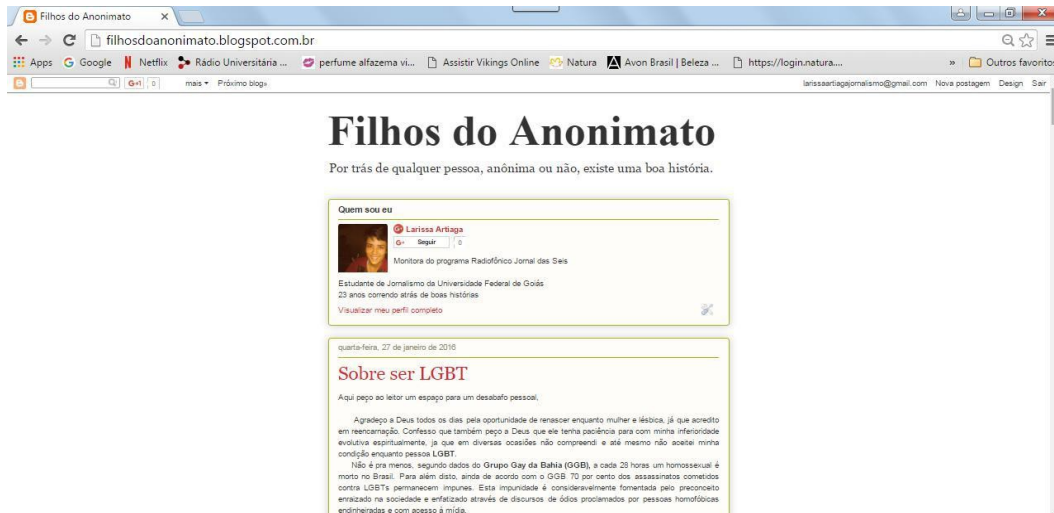 Filhos do Anonimato
filhosdoanonimato.blogspot.com.br
Apps Google Netflix Rádio Universitária ... perfume alfazema vi... Assistir Vikings Online Natura Avon Brasil | Beleza ... https://login.natura.... » Outros favoritos
G+1 0 mais Próximo blog» larissaartiagajornalismo@gmail.com Nova postagem Design Sair
Filhos do Anonimato
Por trás de qualquer pessoa, anônima ou não, existe uma boa história.
Quem sou eu
Larissa Artiaga
G+ Seguir 0
Monitora do programa Radiofônico Jornal das Seis
Estudante de Jornalismo da Universidade Federal de Goiás
23 anos correndo atrás de boas histórias
Visualizar meu perfil completo
quarta-feira, 27 de janeiro de 2016
Sobre ser LGBT
Aqui peço ao leitor um espaço para um desabafo pessoal,
Agradeço a Deus todos os dias pela oportunidade de renascer enquanto mulher e lésbica, já que acredito
em reencarnação. Confesso que também peço a Deus que ele tenha paciência para com minha inferioridade
evolutiva espiritualmente, ja que em diversas ocasiões não compreendi e até mesmo não aceitei minha
condição enquanto pessoa LGBT.
Não é pra menos, segundo dados do Grupo Gay da Bahia (GGB), a cada 28 horas um homossexual é
morto no Brasil. Para além disto, ainda de acordo com o GGB 70 por cento dos assassinatos cometidos
contra LGBTs permanecem impunes. Esta impunidade é consideravelmente fomentada pelo preconceito
enraizado na sociedade e enfatizado através de discursos de ódios proclamados por pessoas homofóbicas
endinheiradas e com acesso à mídia.